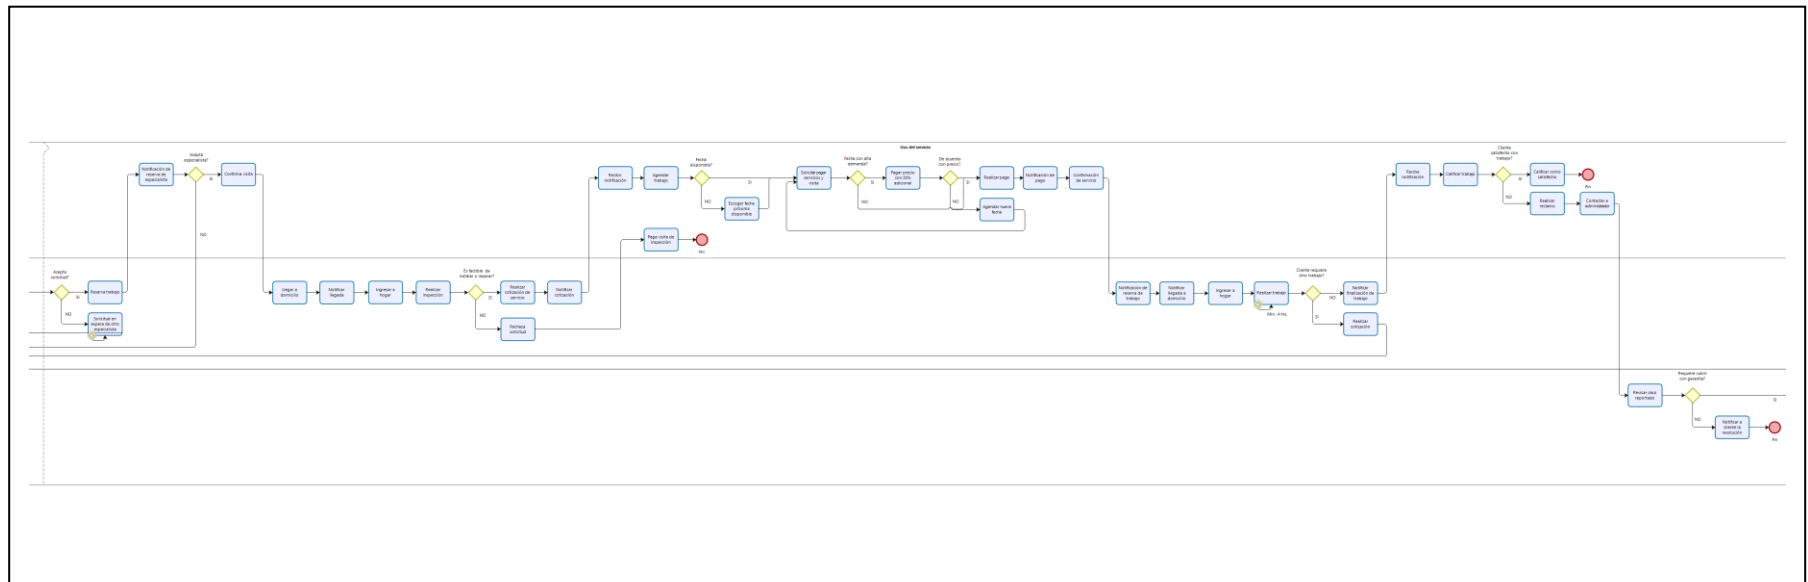 Uso del servicio
Notificación de
reserva de
especialista
Acepta
especialista?
SI
NO
Confirma visita
Recibir
notificación
Agendar
trabajo
Fecha
disponible?
SI
NO
Escoger fecha
próxima
disponible
Solicitar pago
servicios y
visita
Fecha con alta
demanda?
SI
NO
Pagar precio
con 20%
adicional
De acuerdo
con precio?
SI
NO
Realizar pago
Notificación de
pago
Confirmación
de servicio
Agendar nueva
fecha
Pagar visita de
inspección
Fin
Recibir
notificación
Calificar trabajo
Cliente
satisfecho con
trabajo?
SI
NO
Calificar como
satisfecho
Fin
Realizar
reclamo
Contactar a
administrador
Acepta
solicitud?
SI
NO
Reserva trabajo
Solicitud en
espera de otro
especialista
Llegar a
domicilio
Notificar
llegada
Ingresar a
hogar
Realizar
inspección
Es factible de
instalar o reparar?
SI
NO
Realizar
cotización de
servicio
Notificar
cotización
Rechaza
solicitud
Notificación de
reserva de
trabajo
Notificar
llegada a
domicilio
Ingresar a
hogar
Realizar trabajo
Min. 4 hrs.
Cliente requiere
otro trabajo?
NO
SI
Notificar
finalización de
trabajo
Realizar
cotización
Revisar caso
reportado
Requiere cubrir
con garantía?
SI
NO
Notificar a
cliente la
resolución
Fin